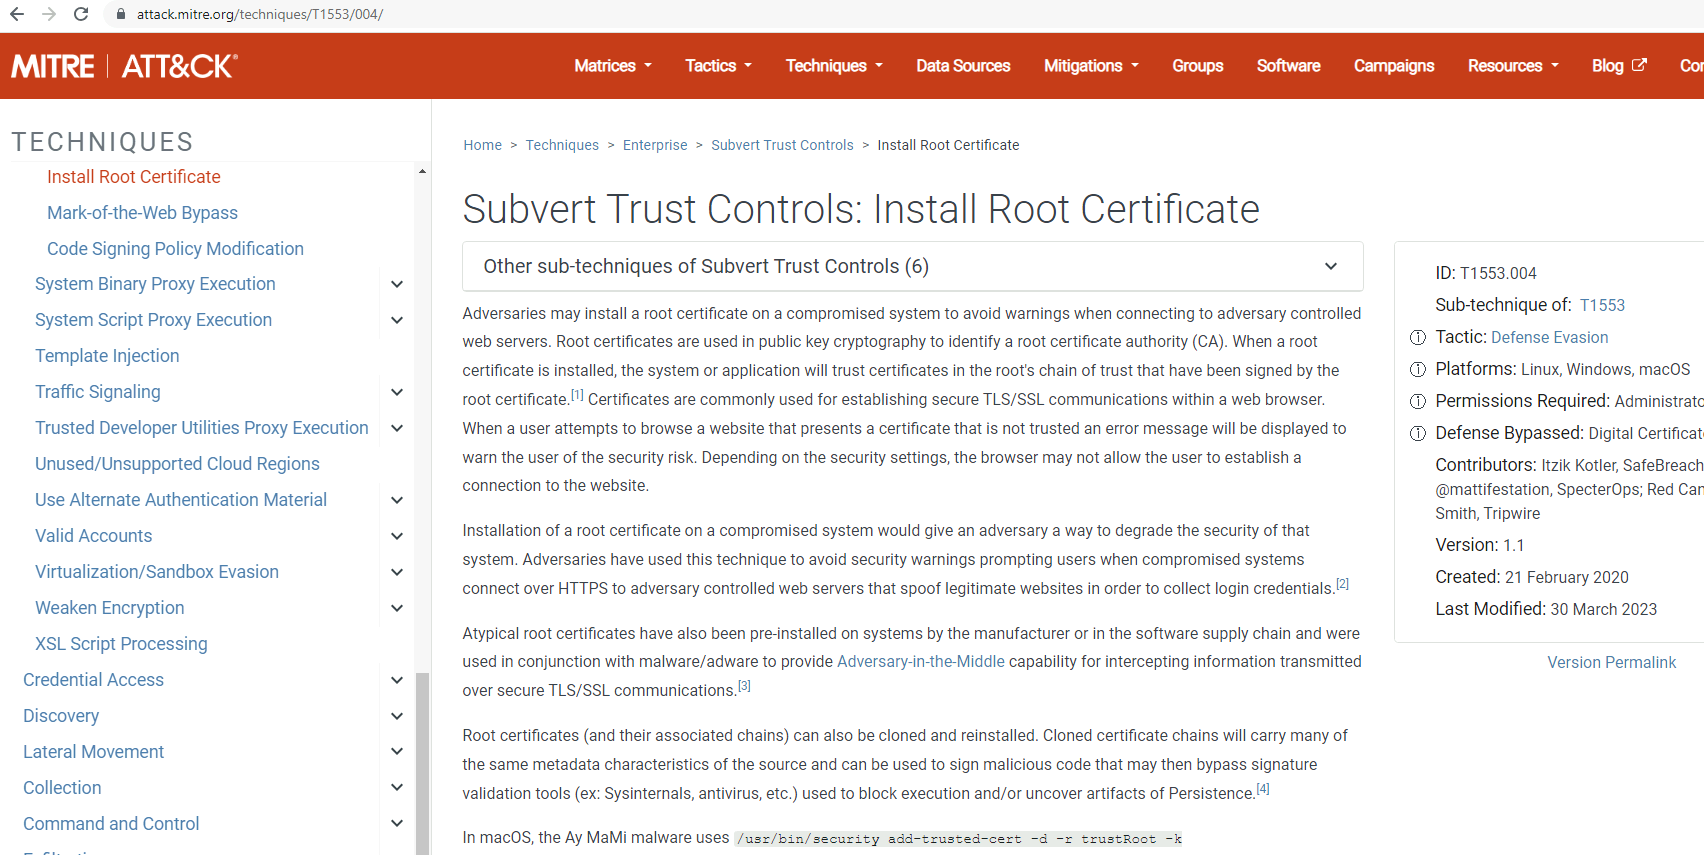 attack.mitre.org/techniques/T1553/004/
MITRE | ATT&CK®
Matrices
Tactics
Techniques
Data Sources
Mitigations
Groups
Software
Campaigns
Resources
Blog
TECHNIQUES
Install Root Certificate
Mark-of-the-Web Bypass
Code Signing Policy Modification
System Binary Proxy Execution
System Script Proxy Execution
Template Injection
Traffic Signaling
Trusted Developer Utilities Proxy Execution
Unused/Unsupported Cloud Regions
Use Alternate Authentication Material
Valid Accounts
Virtualization/Sandbox Evasion
Weaken Encryption
XSL Script Processing
Credential Access
Discovery
Lateral Movement
Collection
Command and Control
Home > Techniques > Enterprise > Subvert Trust Controls > Install Root Certificate
Subvert Trust Controls: Install Root Certificate
Other sub-techniques of Subvert Trust Controls (6)
Adversaries may install a root certificate on a compromised system to avoid warnings when connecting to adversary controlled
web servers. Root certificates are used in public key cryptography to identify a root certificate authority (CA). When a root
certificate is installed, the system or application will trust certificates in the root's chain of trust that have been signed by the
root certificate.[1] Certificates are commonly used for establishing secure TLS/SSL communications within a web browser.
When a user attempts to browse a website that presents a certificate that is not trusted an error message will be displayed to
warn the user of the security risk. Depending on the security settings, the browser may not allow the user to establish a
connection to the website.
Installation of a root certificate on a compromised system would give an adversary a way to degrade the security of that
system. Adversaries have used this technique to avoid security warnings prompting users when compromised systems
connect over HTTPS to adversary controlled web servers that spoof legitimate websites in order to collect login credentials.[2]
Atypical root certificates have also been pre-installed on systems by the manufacturer or in the software supply chain and were
used in conjunction with malware/adware to provide Adversary-in-the-Middle capability for intercepting information transmitted
over secure TLS/SSL communications.[3]
Root certificates (and their associated chains) can also be cloned and reinstalled. Cloned certificate chains will carry many of
the same metadata characteristics of the source and can be used to sign malicious code that may then bypass signature
validation tools (ex: Sysinternals, antivirus, etc.) used to block execution and/or uncover artifacts of Persistence.[4]
In macOS, the Ay MaMi malware uses /usr/bin/security add-trusted-cert -d -r trustRoot -k
ID: T1553.004
Sub-technique of: T1553
Tactic: Defense Evasion
Platforms: Linux, Windows, macOS
Permissions Required:
Defense Bypassed: Digital
Contributors: Itzik Kotler, SafeBreach
@mattifestation, SpecterOps; Red
Smith, Tripwire
Version: 1.1
Created: 21 February 2020
Last Modified: 30 March 2023
Version Permalink